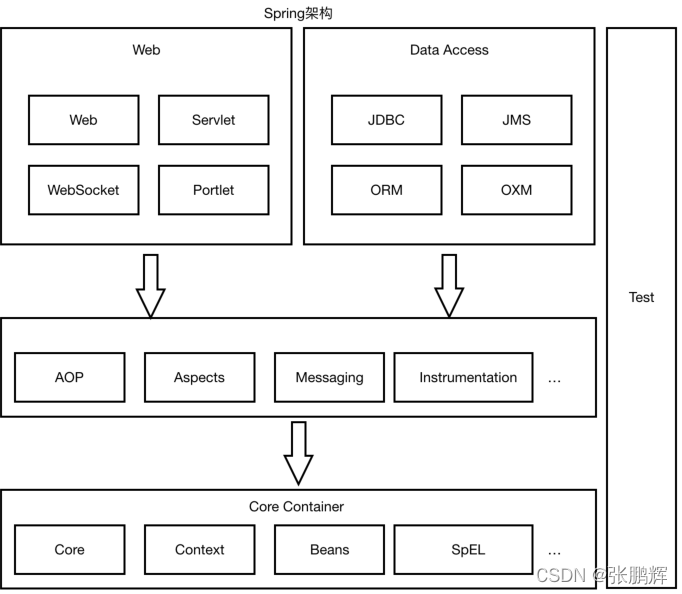 Spring架构
Web
Data Access
Web
Servlet
JDBC
JMS
WebSocket
Portlet
ORM
OXM
Test
AOP
Aspects
Messaging
Instrumentation
...
Core Container
Core
Context
Beans
SpEL
...
CSDN @张鹏辉